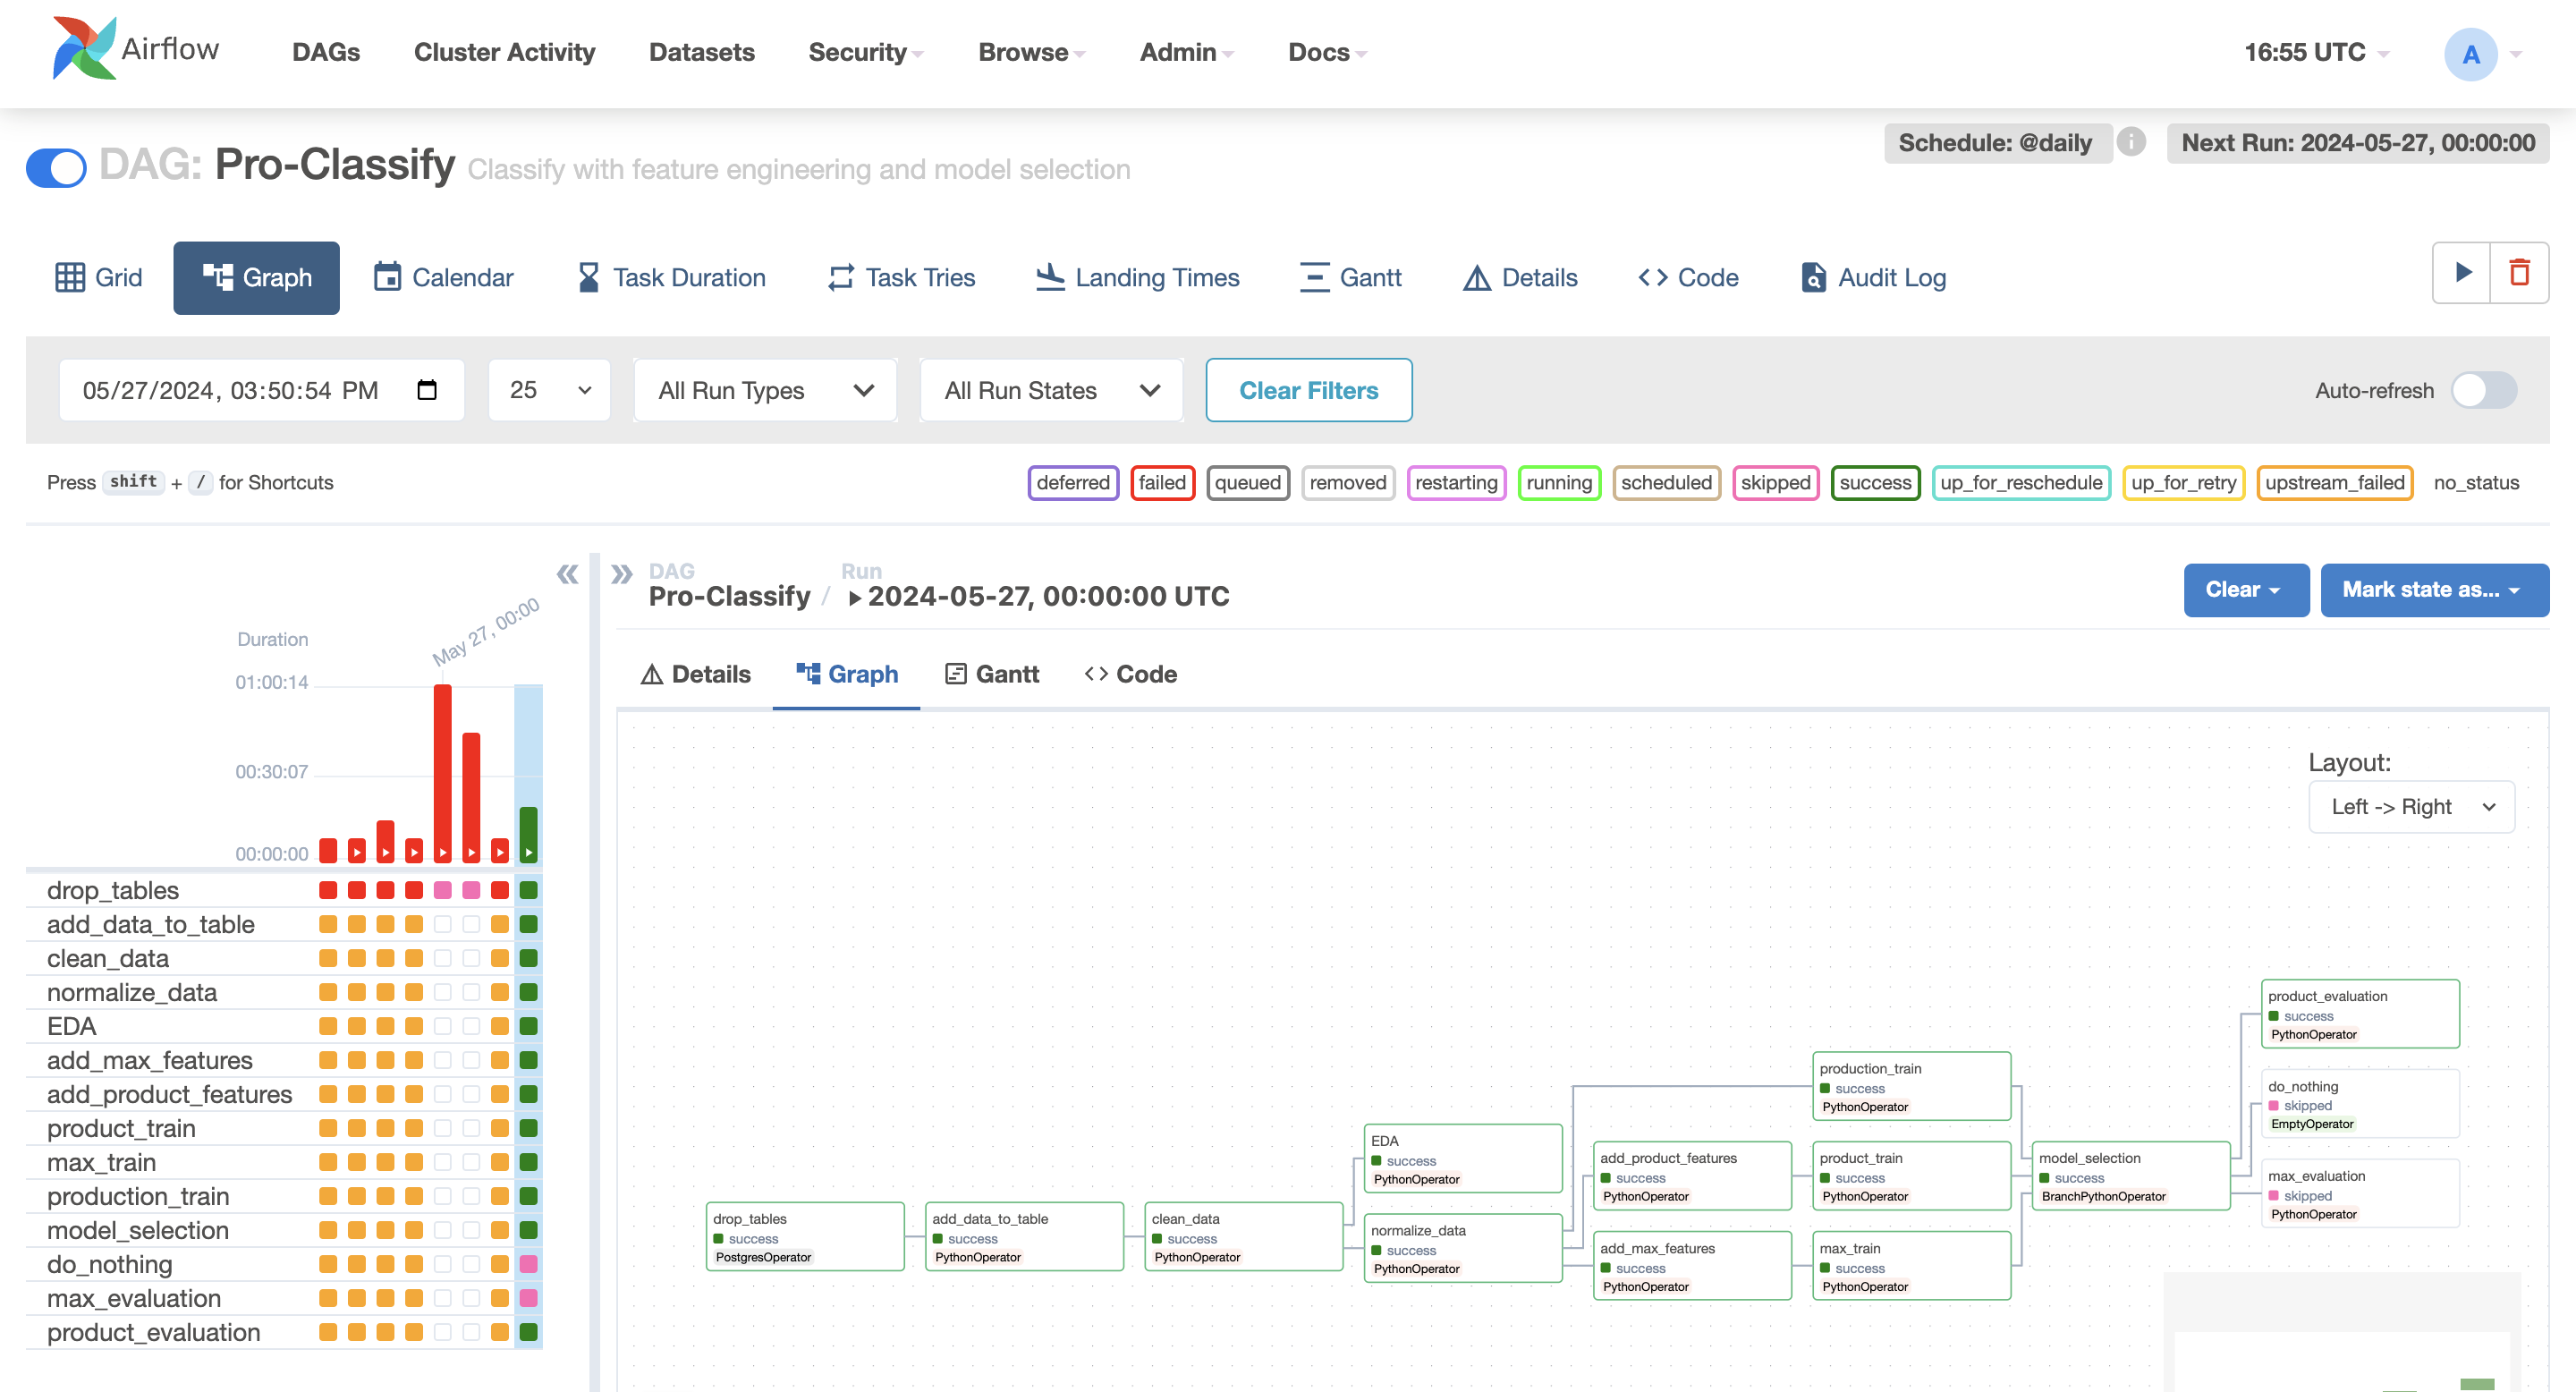 Airflow
DAGs Cluster Activity Datasets Security Browse Admin Docs 16:55 UTC A
DAG: Pro-Classify Classify with feature engineering and model selection
Schedule: @daily i Next Run: 2024-05-27, 00:00:00
Grid Graph Calendar Task Duration Task Tries Landing Times Gantt Details Code Audit Log
05/27/2024, 03:50:54 PM 25 All Run Types All Run States Clear Filters Auto-refresh
Press shift + / for Shortcuts
deferred failed queued removed restarting running scheduled skipped success up_for_reschedule up_for_retry upstream_failed no_status
Duration
May 27, 00:00
01:00:14
00:30:07
00:00:00
drop_tables
add_data_to_table
clean_data
normalize_data
EDA
add_max_features
add_product_features
product_train
max_train
production_train
model_selection
do_nothing
max_evaluation
product_evaluation
DAG
Pro-Classify /
Run
2024-05-27, 00:00:00 UTC
Clear Mark state as...
Details Graph Gantt Code
Layout:
Left -> Right
drop_tables
success
PostgresOperator
add_data_to_table
success
PythonOperator
clean_data
success
PythonOperator
EDA
success
PythonOperator
normalize_data
success
PythonOperator
add_product_features
success
PythonOperator
add_max_features
success
PythonOperator
production_train
success
PythonOperator
product_train
success
PythonOperator
max_train
success
PythonOperator
model_selection
success
BranchPythonOperator
product_evaluation
success
PythonOperator
do_nothing
skipped
EmptyOperator
max_evaluation
skipped
PythonOperator